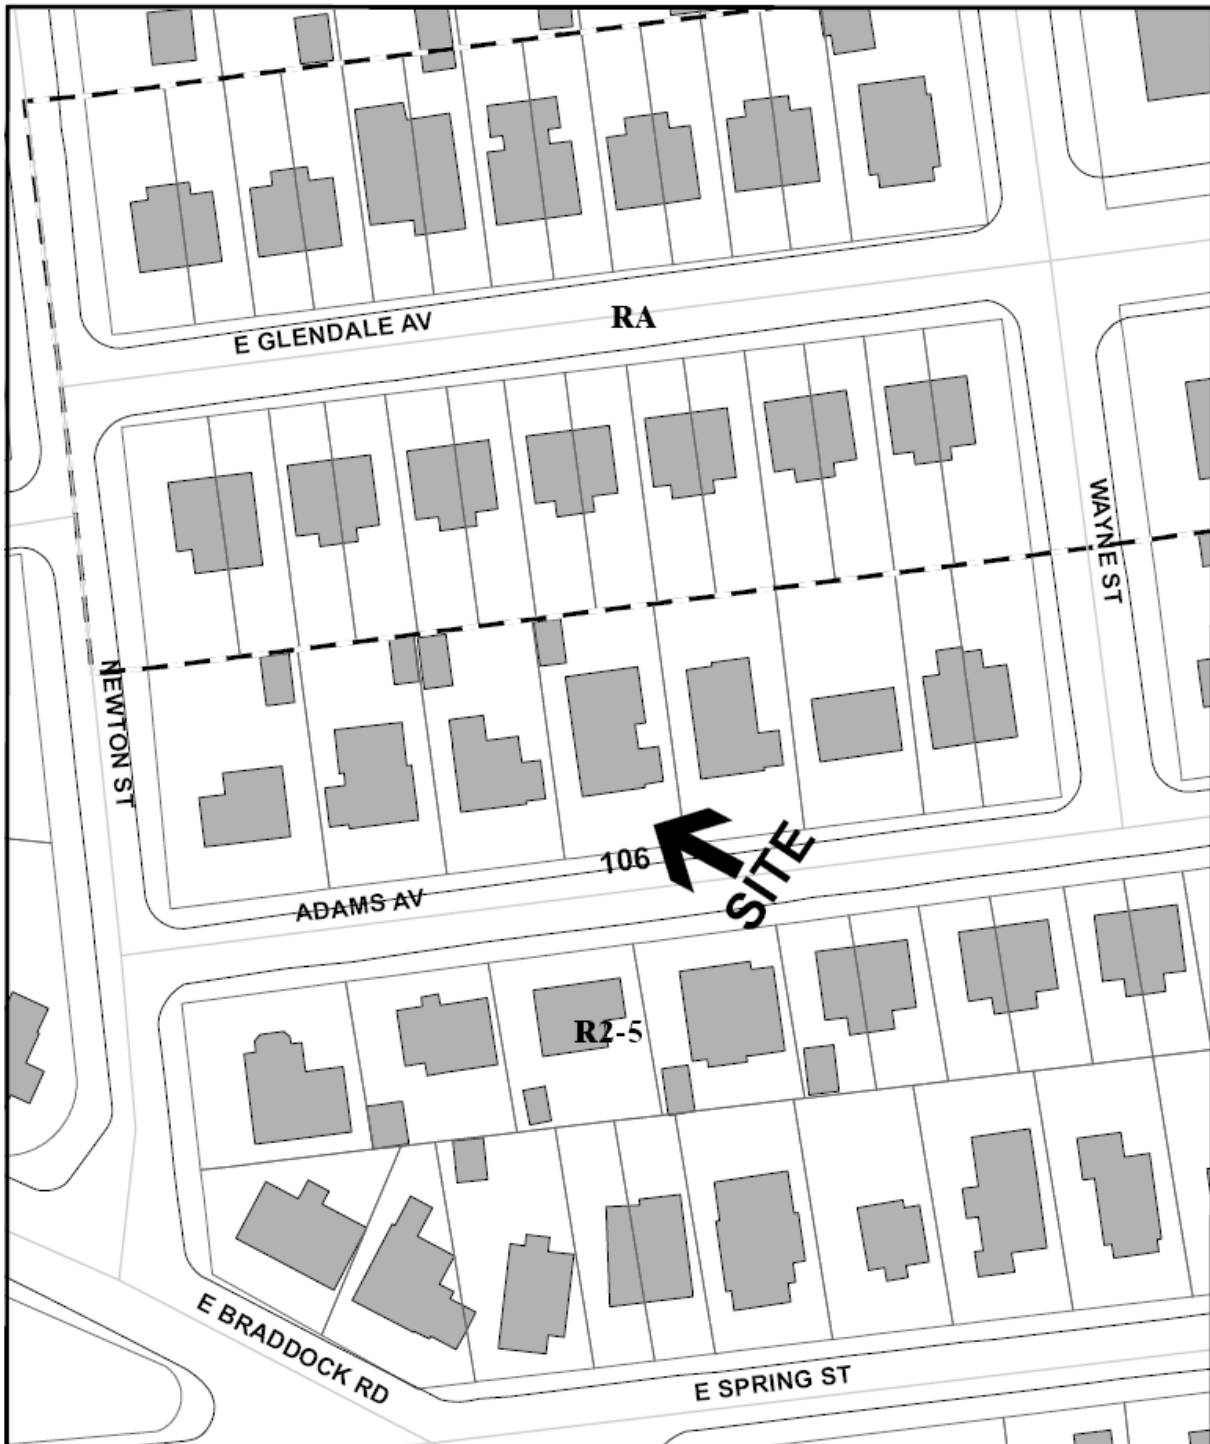 E GLENDALE AV
RA
WAYNE ST
NEWTON ST
106
SITE
ADAMS AV
R2-5
E BRADDOCK RD
E SPRING ST